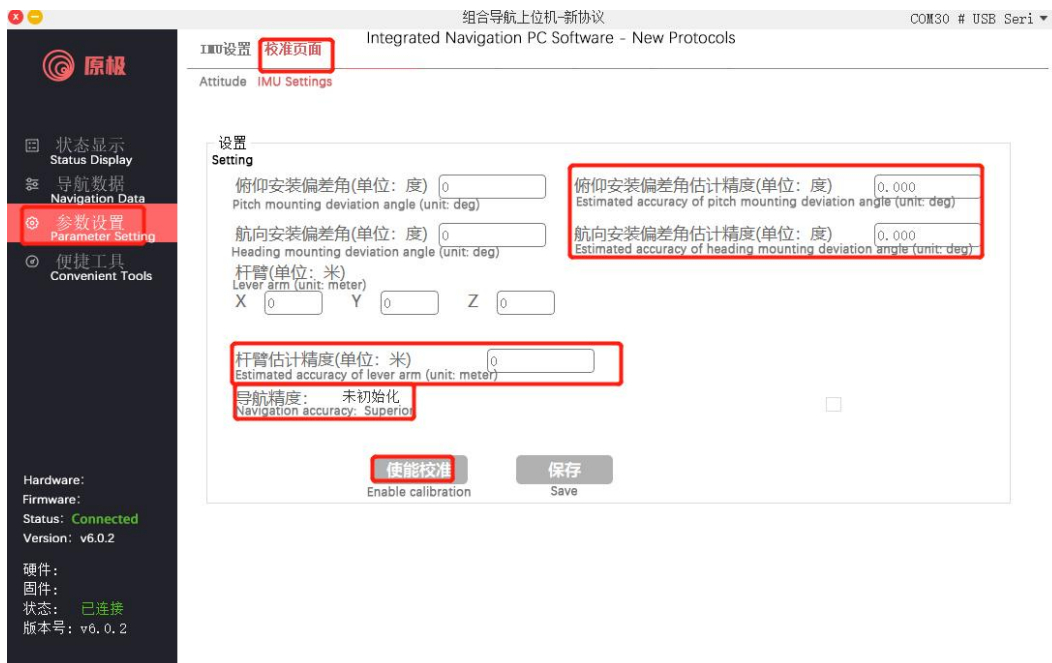 组合导航上位机-新协议
COM30 # USB Seri
Integrated Navigation PC Software - New Protocols
原极
IMU设置 校准页面
Attitude IMU Settings
状态显示
Status Display
导航数据
Navigation Data
参数设置
Parameter Setting
便捷工具
Convenient Tools
设置
Setting
俯仰安装偏差角(单位: 度) 0
Pitch mounting deviation angle (unit: deg)
俯仰安装偏差角估计精度(单位: 度) 0.000
Estimated accuracy of pitch mounting deviation angle (unit: deg)
航向安装偏差角(单位: 度) 0
Heading mounting deviation angle (unit: deg)
航向安装偏差角估计精度(单位: 度) 0.000
Estimated accuracy of heading mounting deviation angle (unit: deg)
杆臂(单位: 米)
Lever arm (unit: meter)
X 0 Y 0 Z 0
杆臂估计精度(单位: 米) 0
Estimated accuracy of lever arm (unit: meter)
导航精度: 未初始化
Navigation accuracy: Superior
使能校准 保存
Enable calibration Save
Hardware:
Firmware:
Status: Connected
Version: v6.0.2
硬件:
固件:
状态: 已连接
版本号: v6.0.2